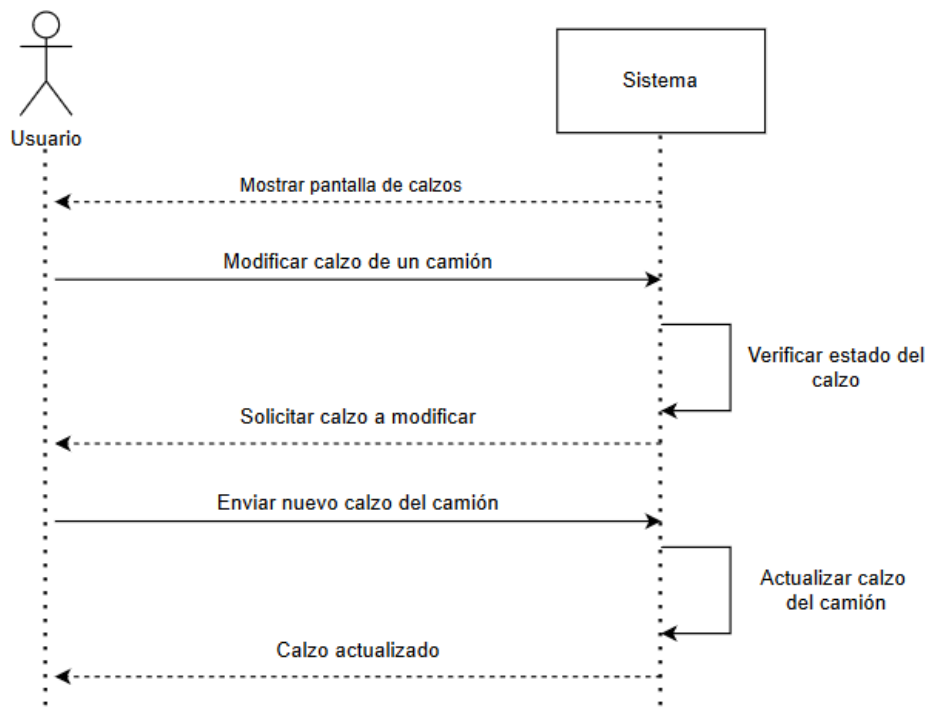 Sistema
Usuario
Mostrar pantalla de calzos
Modificar calzo de un camión
Verificar estado del
calzo
Solicitar calzo a modificar
Enviar nuevo calzo del camión
Actualizar calzo
del camión
Calzo actualizado